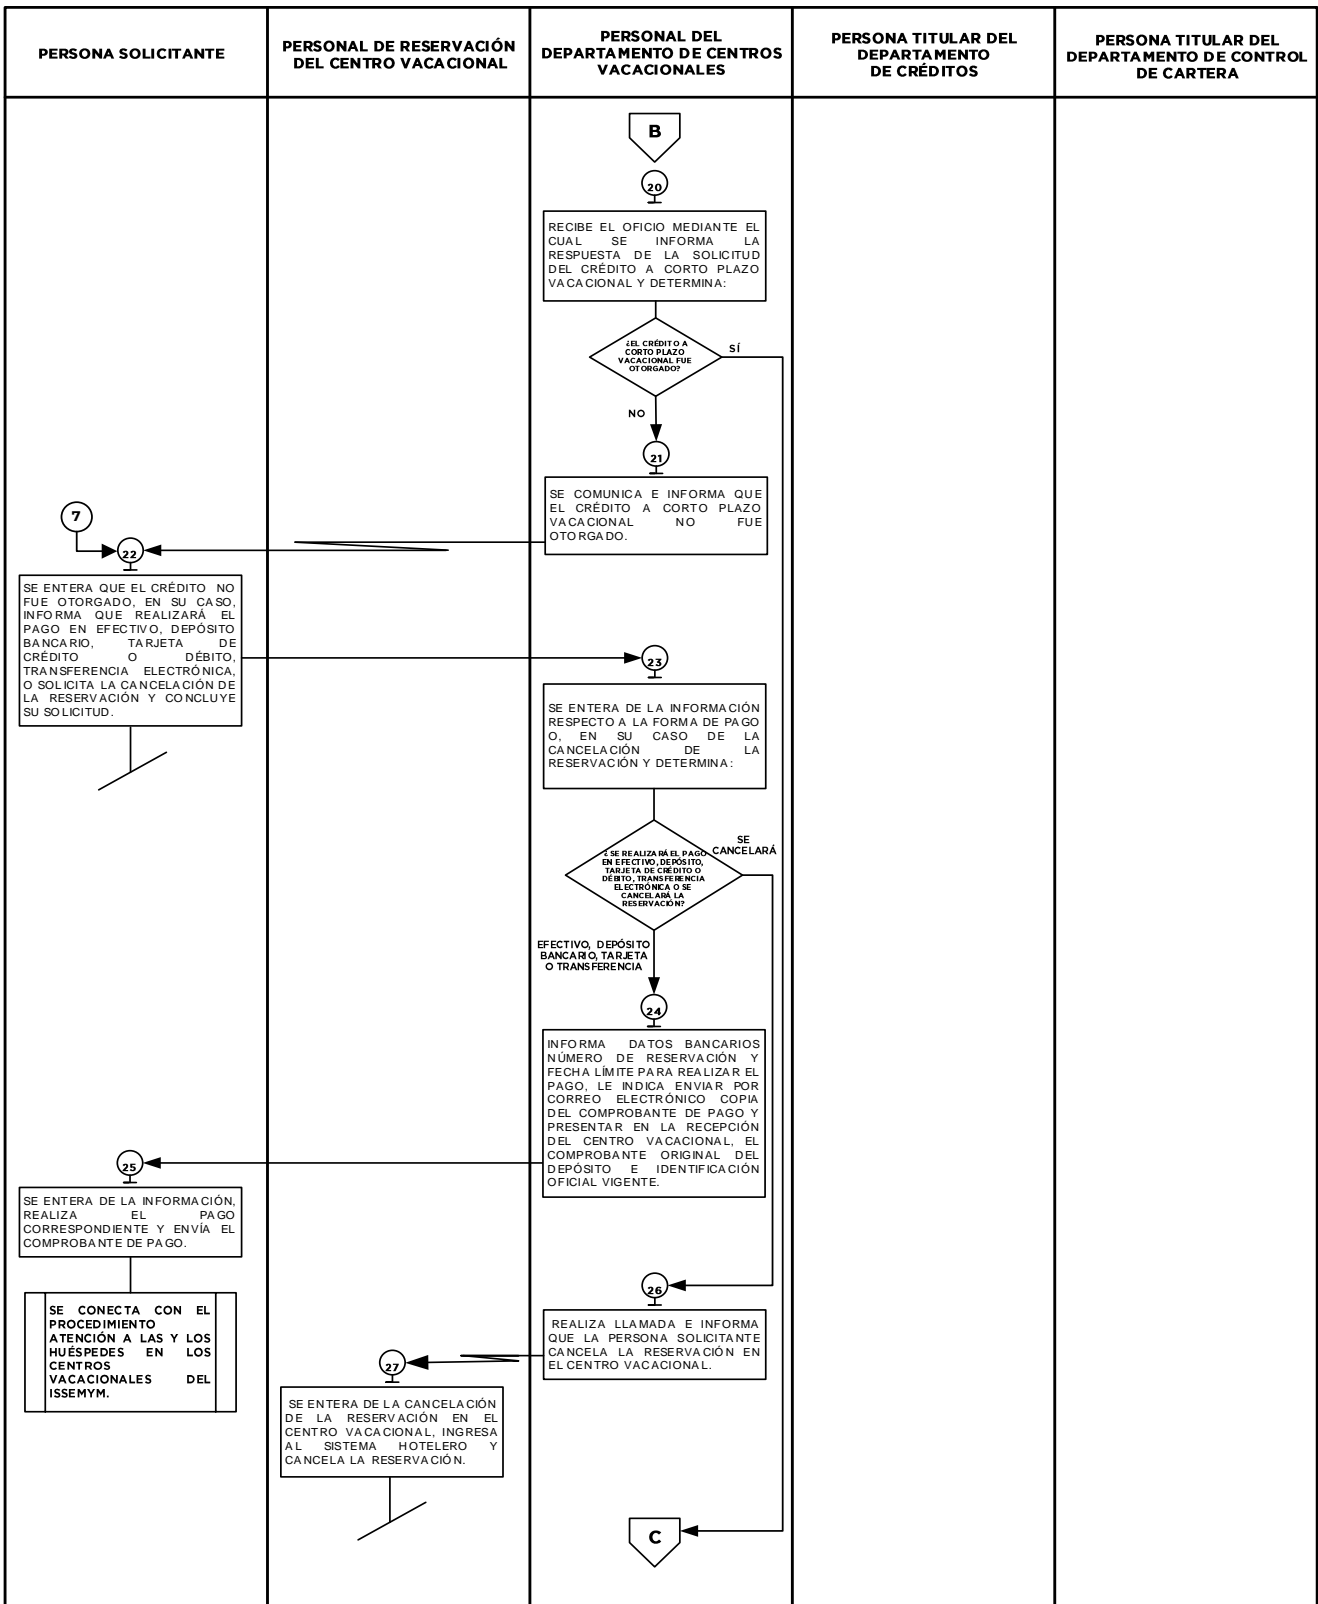 PERSONA SOLICITANTE
PERSONAL DE RESERVACIÓN
DEL CENTRO VACACIONAL
PERSONAL DEL
DEPARTAMENTO DE CENTROS
VACACIONALES
PERSONA TITULAR DEL
DEPARTAMENTO
DE CRÉDITOS
PERSONA TITULAR DEL
DEPARTAMENTO DE CONTROL
DE CARTERA
B
20
RECIBE EL OFICIO MEDIANTE EL
CUAL SE INFORMA LA
RESPUESTA DE LA SOLICITUD
DEL CRÉDITO A CORTO PLAZO
VACACIONAL Y DETERMINA:
¿EL CRÉDITO A
CORTO PLAZO
VACACIONAL FUE
OTORGADO?
SÍ
NO
21
SE COMUNICA E INFORMA QUE
EL CRÉDITO A CORTO PLAZO
VACACIONAL NO FUE
OTORGADO.
7
22
SE ENTERA QUE EL CRÉDITO NO
FUE OTORGADO, EN SU CASO,
INFORMA QUE REALIZARÁ EL
PAGO EN EFECTIVO, DEPÓSITO
BANCARIO, TARJETA DE
CRÉDITO O DÉBITO,
TRANSFERENCIA ELECTRÓNICA,
O SOLICITA LA CANCELACIÓN DE
LA RESERVACIÓN Y CONCLUYE
SU SOLICITUD.
23
SE ENTERA DE LA INFORMACIÓN
RESPECTO A LA FORMA DE PAGO
O, EN SU CASO DE LA
CANCELACIÓN DE LA
RESERVACIÓN Y DETERMINA:
¿SE REALIZARÁ EL PAGO
EN EFECTIVO, DEPÓSITO,
TARJETA DE CRÉDITO O
DÉBITO, TRANSFERENCIA
ELECTRÓNICA O SE
CANCELARÁ LA
RESERVACIÓN?
SE
CANCELARÁ
EFECTIVO, DEPÓSITO
BANCARIO, TARJETA
O TRANSFERENCIA
24
INFORMA DATOS BANCARIOS
NÚMERO DE RESERVACIÓN Y
FECHA LÍMITE PARA REALIZAR EL
PAGO, LE INDICA ENVIAR POR
CORREO ELECTRÓNICO COPIA
DEL COMPROBANTE DE PAGO Y
PRESENTAR EN LA RECEPCIÓN
DEL CENTRO VACACIONAL, EL
COMPROBANTE ORIGINAL DEL
DEPÓSITO E IDENTIFICACIÓN
OFICIAL VIGENTE.
25
SE ENTERA DE LA INFORMACIÓN,
REALIZA EL PAGO
CORRESPONDIENTE Y ENVÍA EL
COMPROBANTE DE PAGO.
SE CONECTA CON EL
PROCEDIMIENTO
ATENCIÓN A LAS Y LOS
HUÉSPEDES EN LOS
CENTROS
VACACIONALES DEL
ISSEMYM.
26
REALIZA LLAMADA E INFORMA
QUE LA PERSONA SOLICITANTE
CANCELA LA RESERVACIÓN EN
EL CENTRO VACACIONAL.
27
SE ENTERA DE LA CANCELACIÓN
DE LA RESERVACIÓN EN EL
CENTRO VACACIONAL, INGRESA
AL SISTEMA HOTELERO Y
CANCELA LA RESERVACIÓN.
C